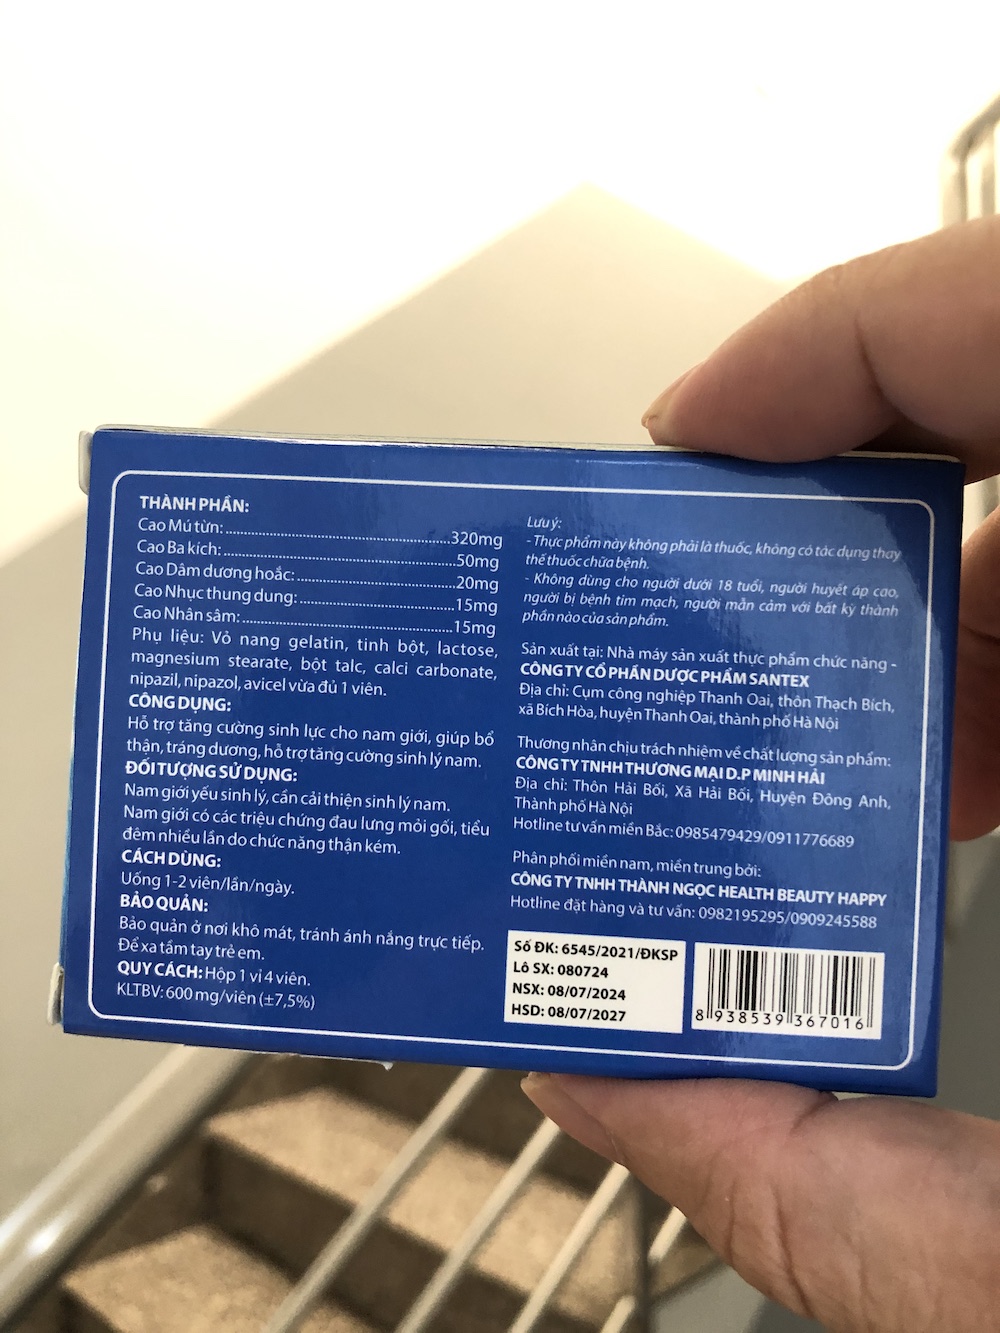 THÀNH PHẦN:
Cao Mú từn:..........................................320mg
Cao Ba kích:..........................................50mg
Cao Dâm dương hoắc:............................20mg
Cao Nhục thung dung:............................15mg
Cao Nhân sâm:.......................................15mg
Phụ liệu: Vỏ nang gelatin, tinh bột, lactose,
magnesium stearate, bột talc, calci carbonate,
nipazil, nipazol, avicel vừa đủ 1 viên.
CÔNG DỤNG:
Hỗ trợ tăng cường sinh lực cho nam giới, giúp bổ
thận, tráng dương, hỗ trợ tăng cường sinh lý nam.
ĐỐI TƯỢNG SỬ DỤNG:
Nam giới yếu sinh lý, cần cải thiện sinh lý nam.
Nam giới có các triệu chứng đau lưng mỏi gối, tiểu
đêm nhiều lần do chức năng thận kém.
CÁCH DÙNG:
Uống 1-2 viên/lần/ngày.
BẢO QUẢN:
Bảo quản ở nơi khô mát, tránh ánh nắng trực tiếp.
Để xa tầm tay trẻ em.
QUY CÁCH: Hộp 1 vỉ 4 viên.
KLTBV: 600 mg/viên (±7,5%)
Lưu ý:
- Thực phẩm này không phải là thuốc, không có tác dụng thay
thế thuốc chữa bệnh.
- Không dùng cho người dưới 18 tuổi, người huyết áp cao,
người bị bệnh tim mạch, người mẫn cảm với bất kỳ thành
phần nào của sản phẩm.
Sản xuất tại: Nhà máy sản xuất thực phẩm chức năng -
CÔNG TY CỔ PHẦN DƯỢC PHẨM SANTEX
Địa chỉ: Cụm công nghiệp Thanh Oai, thôn Thạch Bích,
xã Bích Hòa, huyện Thanh Oai, thành phố Hà Nội
Thương nhân chịu trách nhiệm về chất lượng sản phẩm:
CÔNG TY TNHH THƯƠNG MẠI D.P MINH HẢI
Địa chỉ: Thôn Hải Bối, Xã Hải Bối, Huyện Đông Anh,
Thành phố Hà Nội
Hotline tư vấn miền Bắc: 0985479429/0911776689
Phân phối miền nam, miền trung bởi:
CÔNG TY TNHH THÀNH NGỌC HEALTH BEAUTY HAPPY
Hotline đặt hàng và tư vấn: 0982195295/0909245588
Số ĐK: 6545/2021/ĐKSP
Lô SX: 080724
NSX: 08/07/2024
HSD: 08/07/2027
8 938539 367016